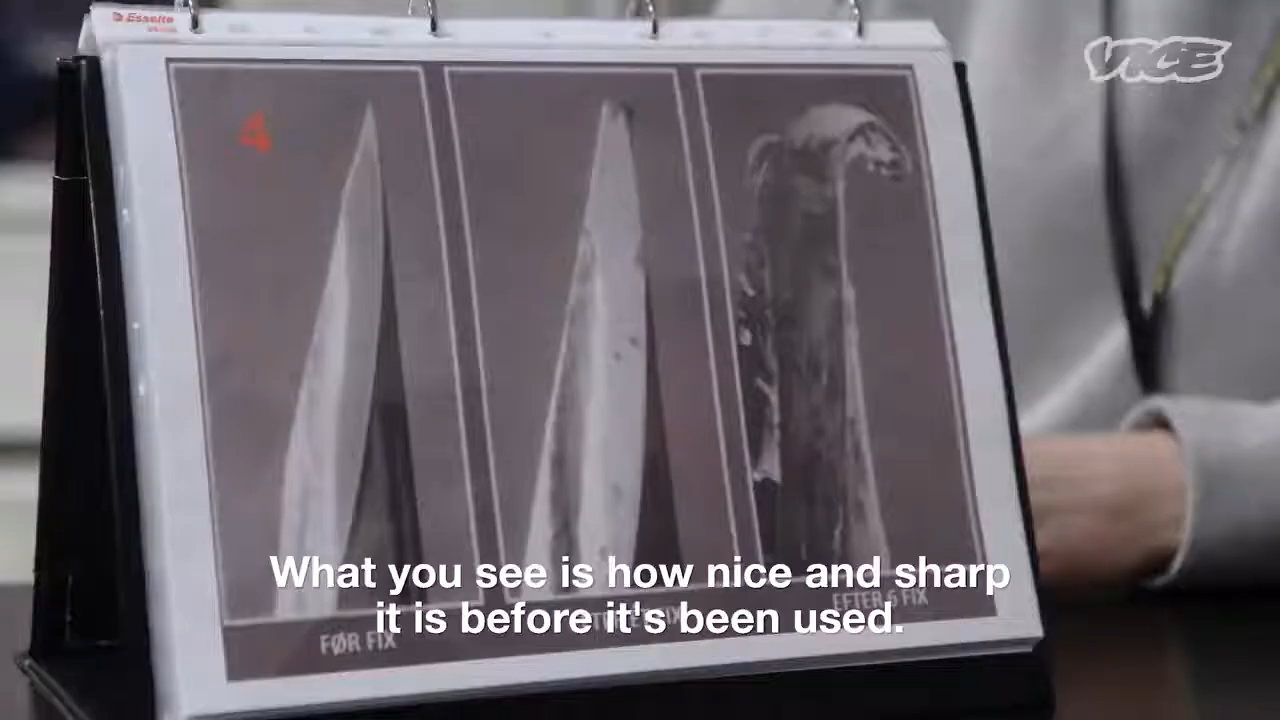 Esselte
VICE
4
What you see is how nice and sharp
it is before it's been used.
FØR FIX
EFTER 6 FIX